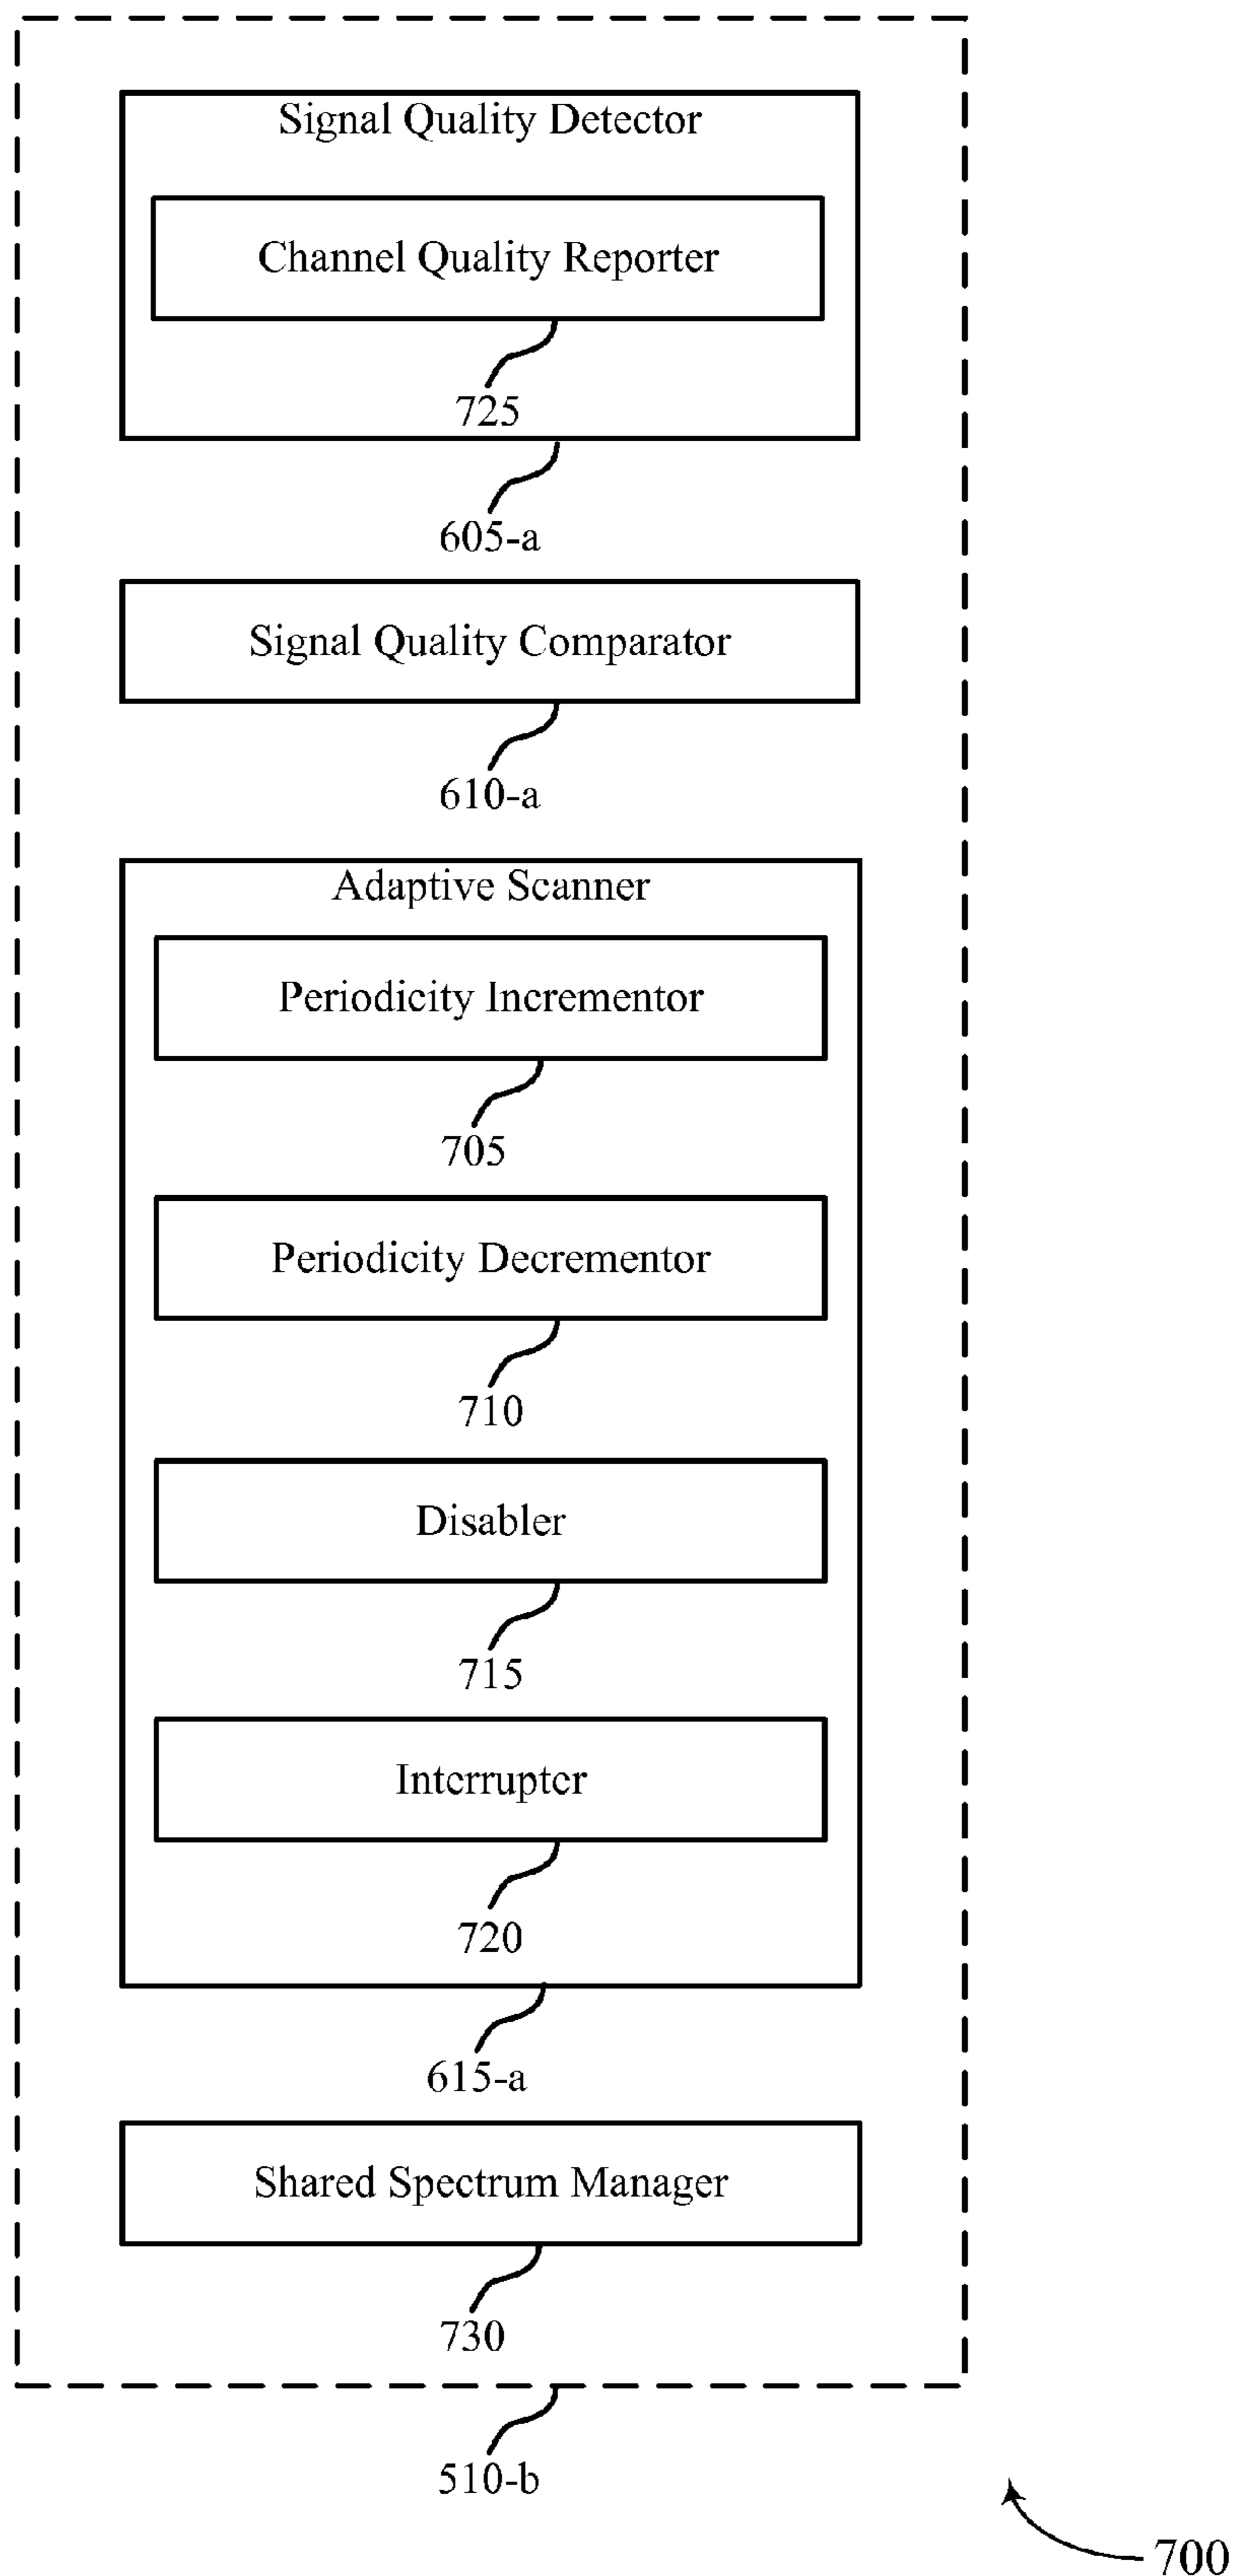 Signal Quality Detector
Channel Quality Reporter
725
605-a
Signal Quality Comparator
610-a
Adaptive Scanner
Periodicity Incrementor
705
Periodicity Decrementor
710
Disabler
715
Interrupter
720
615-a
Shared Spectrum Manager
730
510-b
700